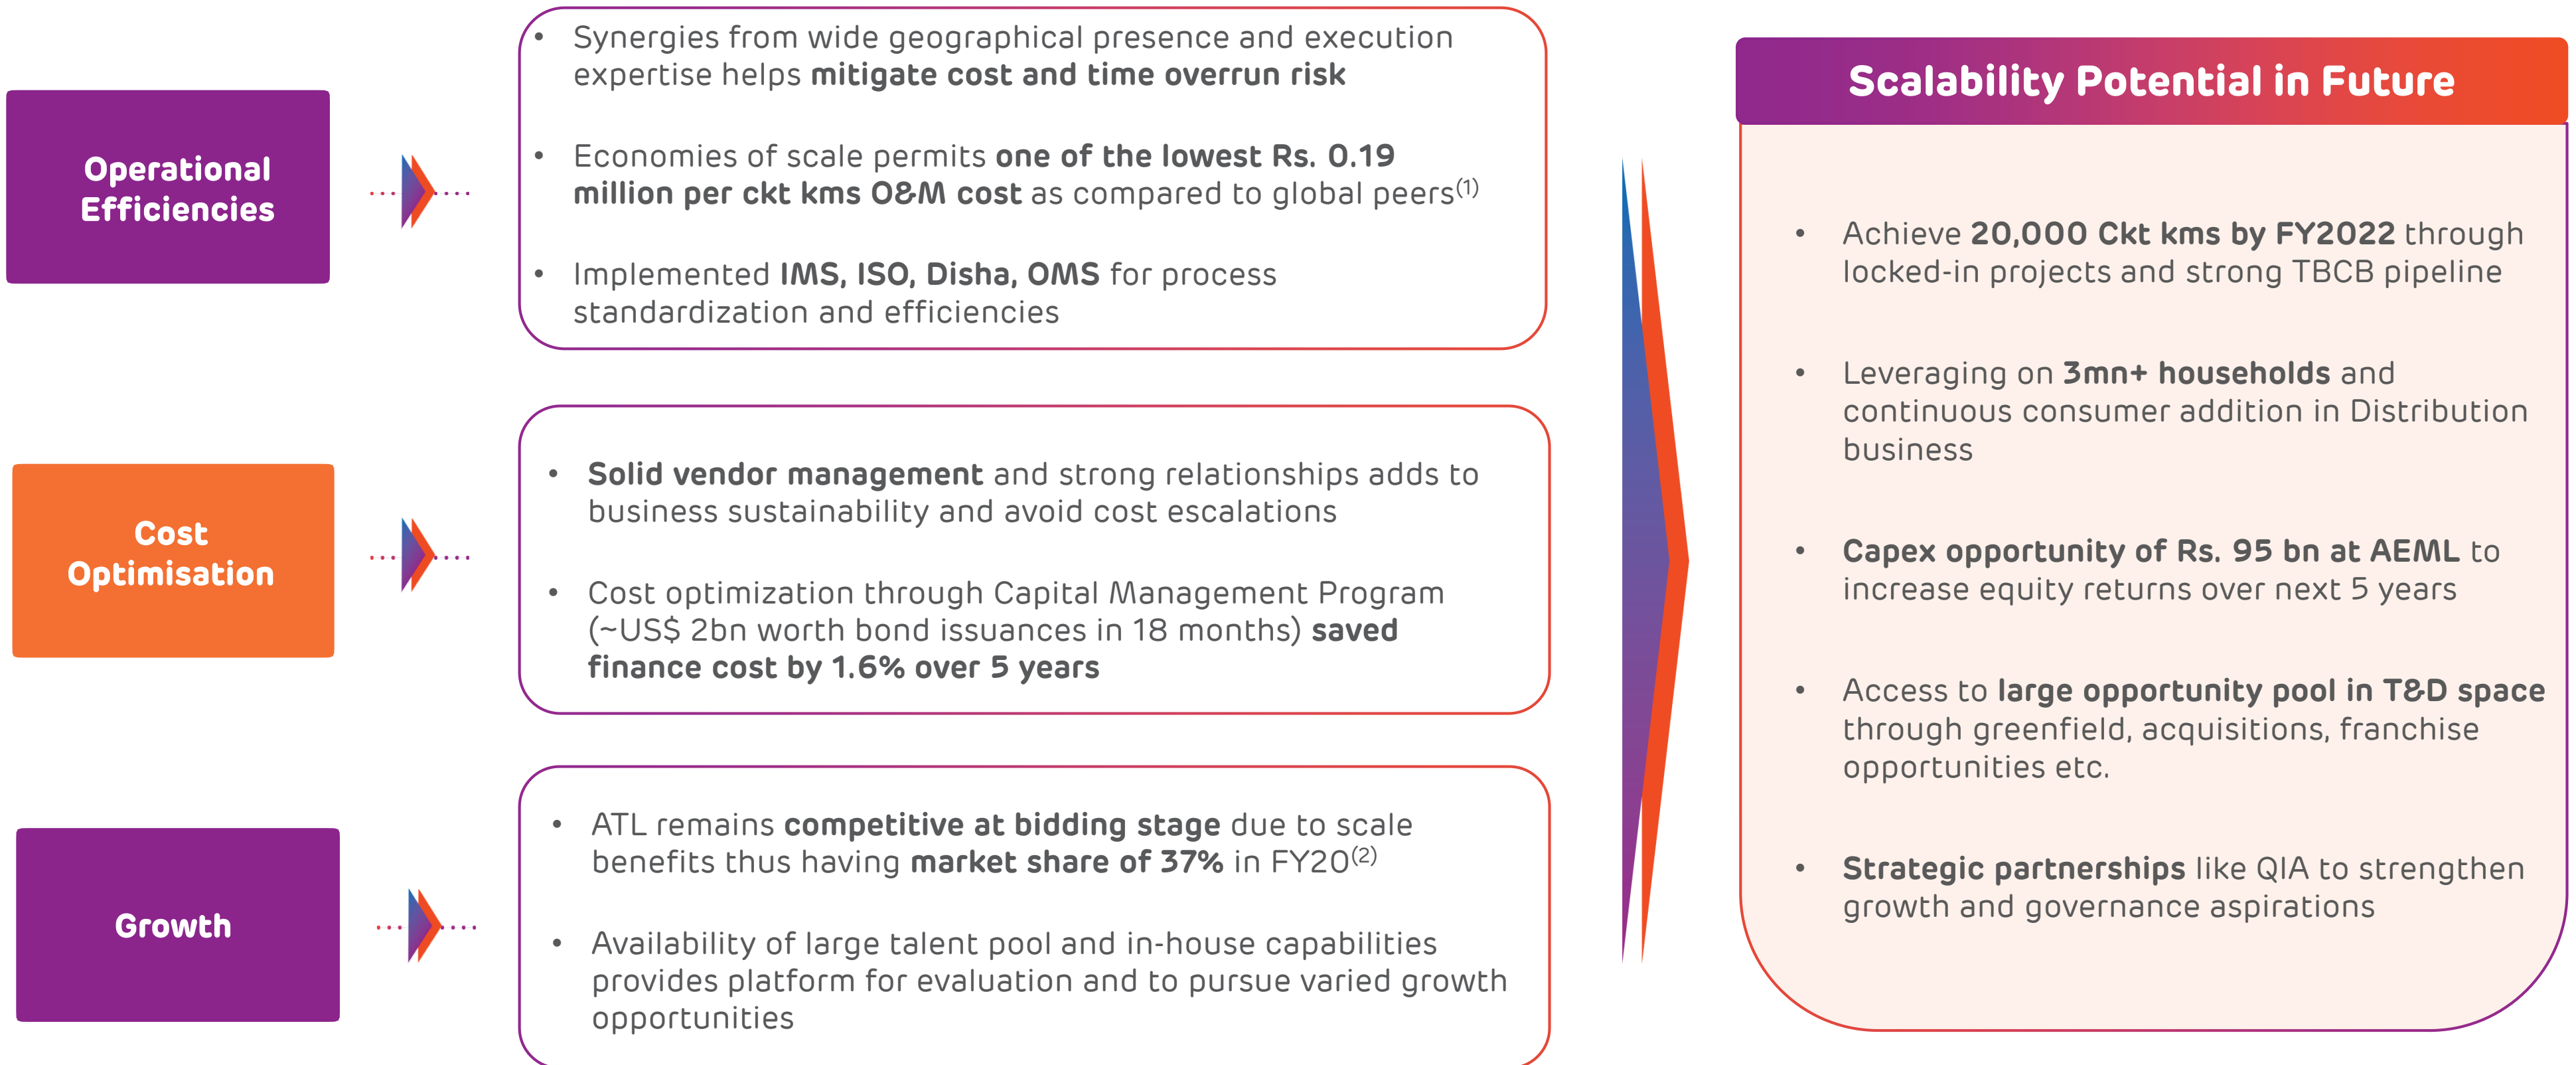 Operational
Efficiencies
• Synergies from wide geographical presence and execution
expertise helps mitigate cost and time overrun risk
• Economies of scale permits one of the lowest Rs. 0.19
million per ckt kms O&M cost as compared to global peers(1)
• Implemented IMS, ISO, Disha, OMS for process
standardization and efficiencies
Cost
Optimisation
• Solid vendor management and strong relationships adds to
business sustainability and avoid cost escalations
• Cost optimization through Capital Management Program
(~US$ 2bn worth bond issuances in 18 months) saved
finance cost by 1.6% over 5 years
Growth
• ATL remains competitive at bidding stage due to scale
benefits thus having market share of 37% in FY20(2)
• Availability of large talent pool and in-house capabilities
provides platform for evaluation and to pursue varied growth
opportunities
Scalability Potential in Future
• Achieve 20,000 Ckt kms by FY2022 through
locked-in projects and strong TBCB pipeline
• Leveraging on 3mn+ households and
continuous consumer addition in Distribution
business
• Capex opportunity of Rs. 95 bn at AEML to
increase equity returns over next 5 years
• Access to large opportunity pool in T&D space
through greenfield, acquisitions, franchise
opportunities etc.
• Strategic partnerships like QIA to strengthen
growth and governance aspirations